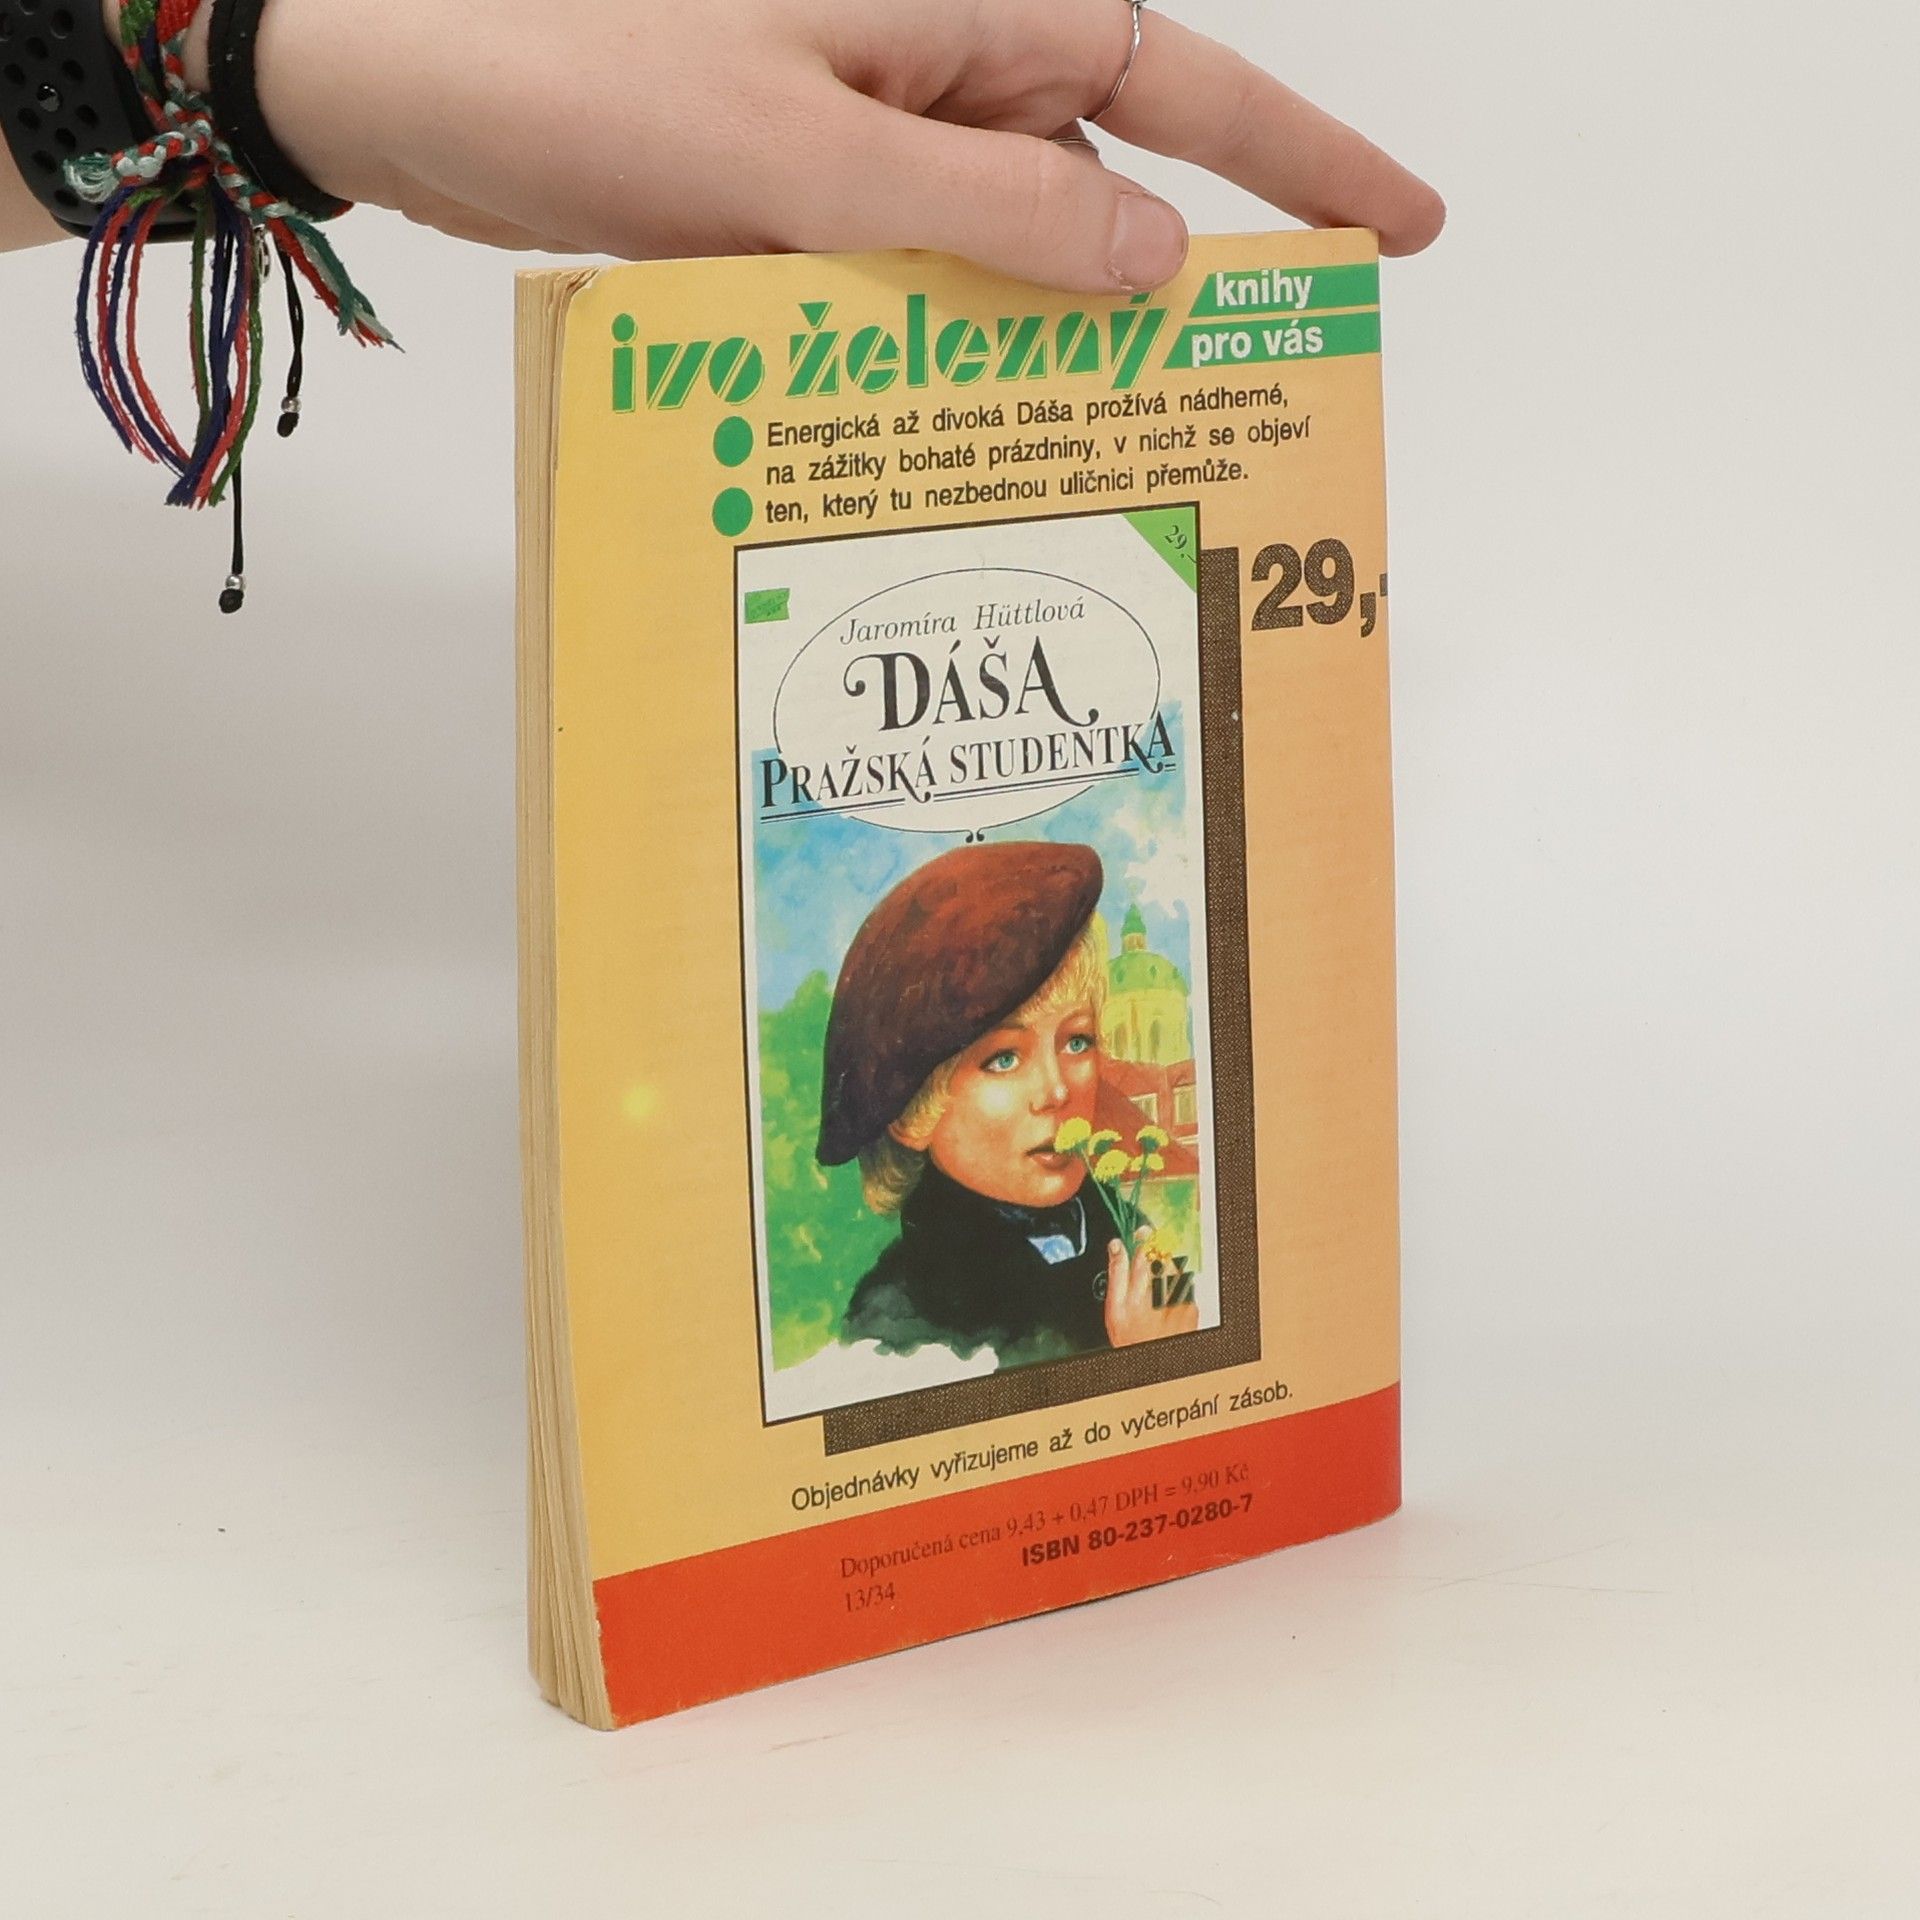 ivo železný
knihy
pro vás
Energická až divoká Dáša prožívá nádherné,
na zážitky bohaté prázdniny, v nichž se objeví
ten, který tu nezbednou uličnici přemůže.
29,-
29,-
Jaromíra Hüttlová
DÁŠA
PRAŽSKÁ STUDENTKA
iž
Objednávky vyřizujeme až do vyčerpání zásob.
Doporučená cena 9,43 + 0,47 DPH = 9,90 Kč
ISBN 80-237-0280-7
13/34